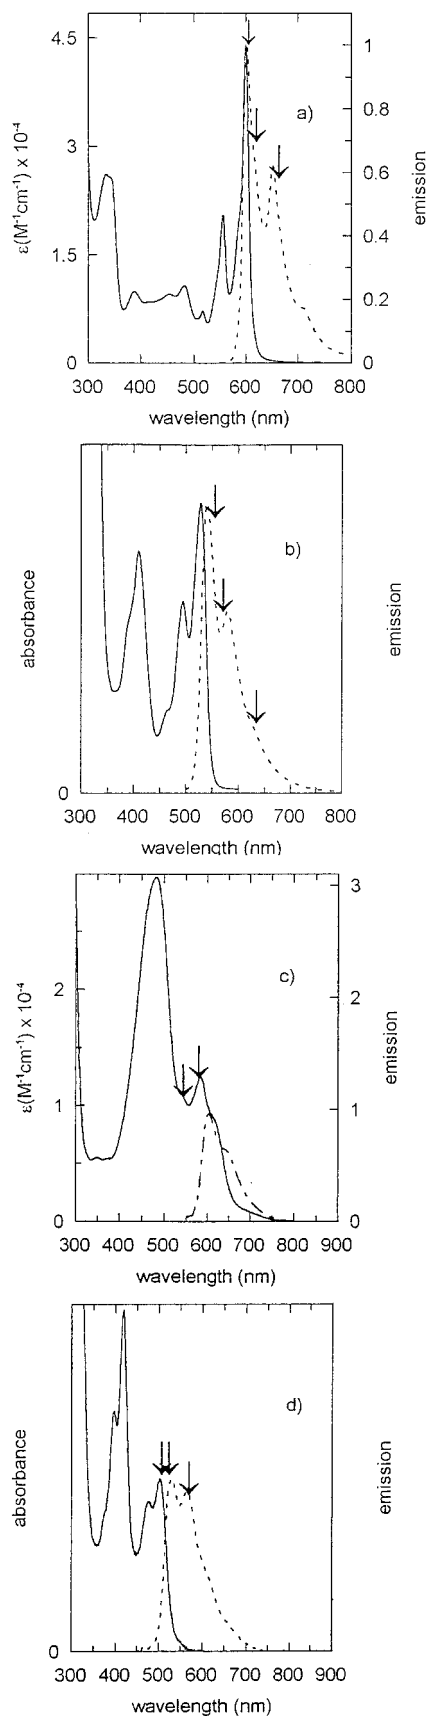 4.5
3
1.5
0
1
0.8
0.6
0.4
0.2
0
a)
ε(M⁻¹cm⁻¹) x 10⁻⁴
emission
300 400 500 600 700 800
wavelength (nm)
b)
absorbance
emission
0
300 400 500 600 700 800
wavelength (nm)
c)
ε(M⁻¹cm⁻¹) x 10⁻⁴
emission
2
1
0
3
2
1
0
300 400 500 600 700 800 900
wavelength (nm)
d)
absorbance
emission
0
300 400 500 600 700 800 900
wavelength (nm)